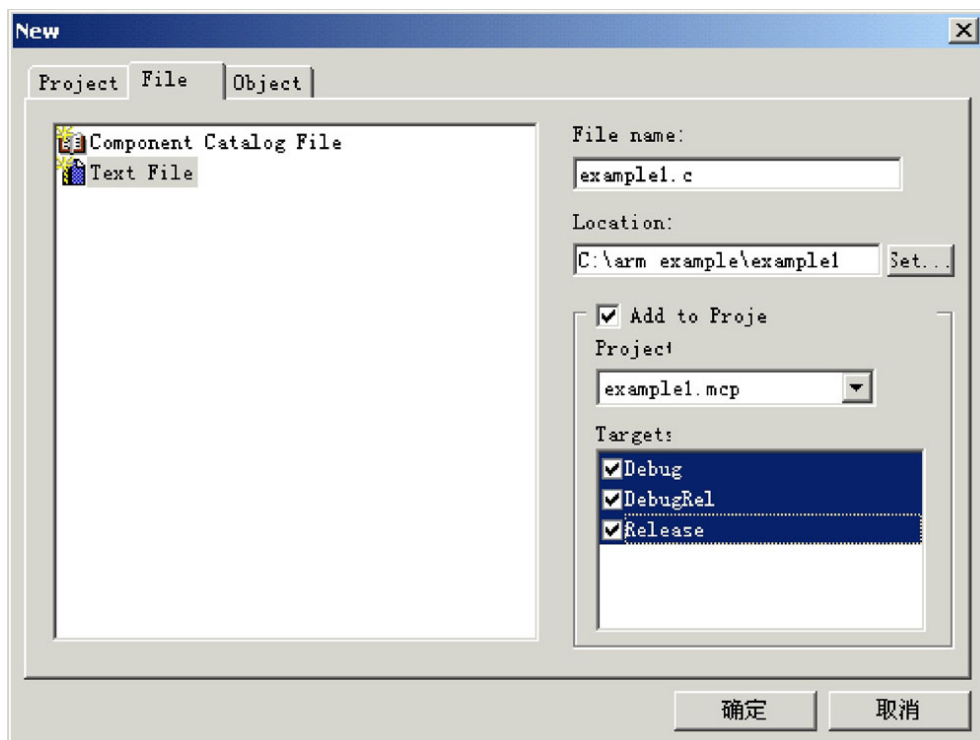 New
Project File Object
Component Catalog File
Text File
File name:
example1.c
Location:
C:\arm example\example1
Set...
Add to Proje
Project
example1.mcp
Targets
Debug
DebugRel
Release
确定 取消